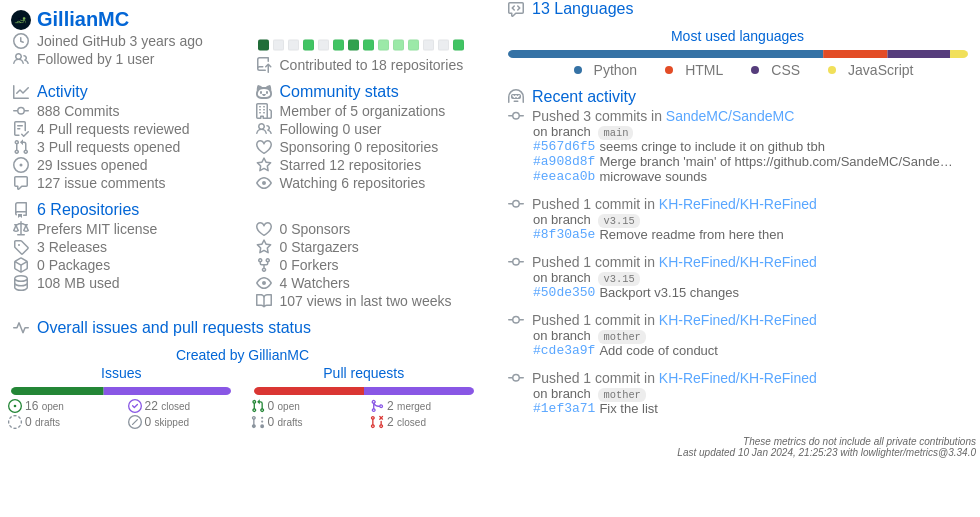 GillianMC
Joined GitHub 3 years ago
Followed by 1 user
Contributed to 18 repositories
Activity
888 Commits
4 Pull requests reviewed
3 Pull requests opened
29 Issues opened
127 issue comments
Community stats
Member of 5 organizations
Following 0 user
Sponsoring 0 repositories
Starred 12 repositories
Watching 6 repositories
6 Repositories
Prefers MIT license
3 Releases
0 Packages
108 MB used
0 Sponsors
0 Stargazers
0 Forkers
4 Watchers
107 views in last two weeks
Overall issues and pull requests status
Created by GillianMC
Issues
16 open
22 closed
0 drafts
0 skipped
Pull requests
0 open
2 merged
0 drafts
2 closed
13 Languages
Most used languages
Python HTML CSS JavaScript
Recent activity
Pushed 3 commits in SandeMC/SandeMC
on branch main
#567d6f5 seems cringe to include it on github tbh
#a908d8f Merge branch 'main' of https://github.com/SandeMC/Sande…
#eeaca0b microwave sounds
Pushed 1 commit in KH-ReFined/KH-ReFined
on branch v3.15
#8f30a5e Remove readme from here then
Pushed 1 commit in KH-ReFined/KH-ReFined
on branch v3.15
#50de350 Backport v3.15 changes
Pushed 1 commit in KH-ReFined/KH-ReFined
on branch mother
#cde3a9f Add code of conduct
Pushed 1 commit in KH-ReFined/KH-ReFined
on branch mother
#1ef3a71 Fix the list
These metrics do not include all private contributions
Last updated 10 Jan 2024, 21:25:23 with lowlighter/metrics@3.34.0